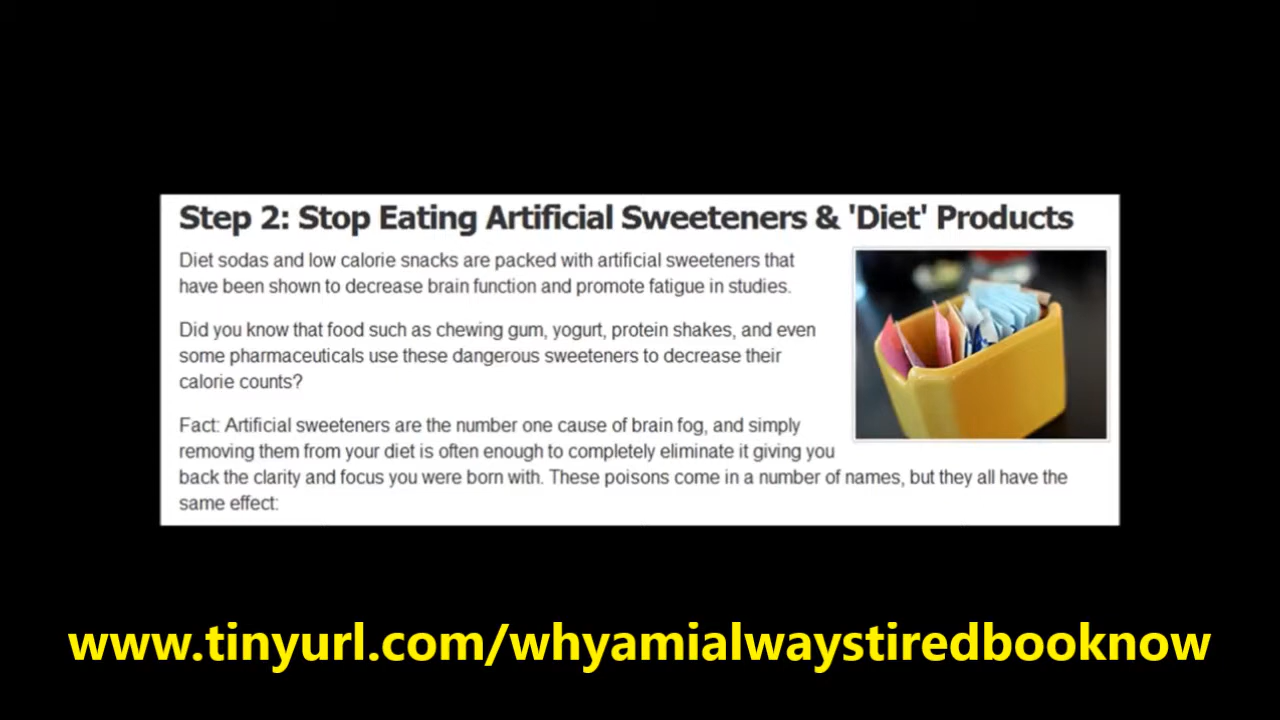 Step 2: Stop Eating Artificial Sweeteners & 'Diet' Products
Diet sodas and low calorie snacks are packed with artificial sweeteners that
have been shown to decrease brain function and promote fatigue in studies.
Did you know that food such as chewing gum, yogurt, protein shakes, and even
some pharmaceuticals use these dangerous sweeteners to decrease their
calorie counts?
Fact: Artificial sweeteners are the number one cause of brain fog, and simply
removing them from your diet is often enough to completely eliminate it giving you
back the clarity and focus you were born with. These poisons come in a number of names, but they all have the
same effect:
www.tinyurl.com/whyamialwaystiredbooknow